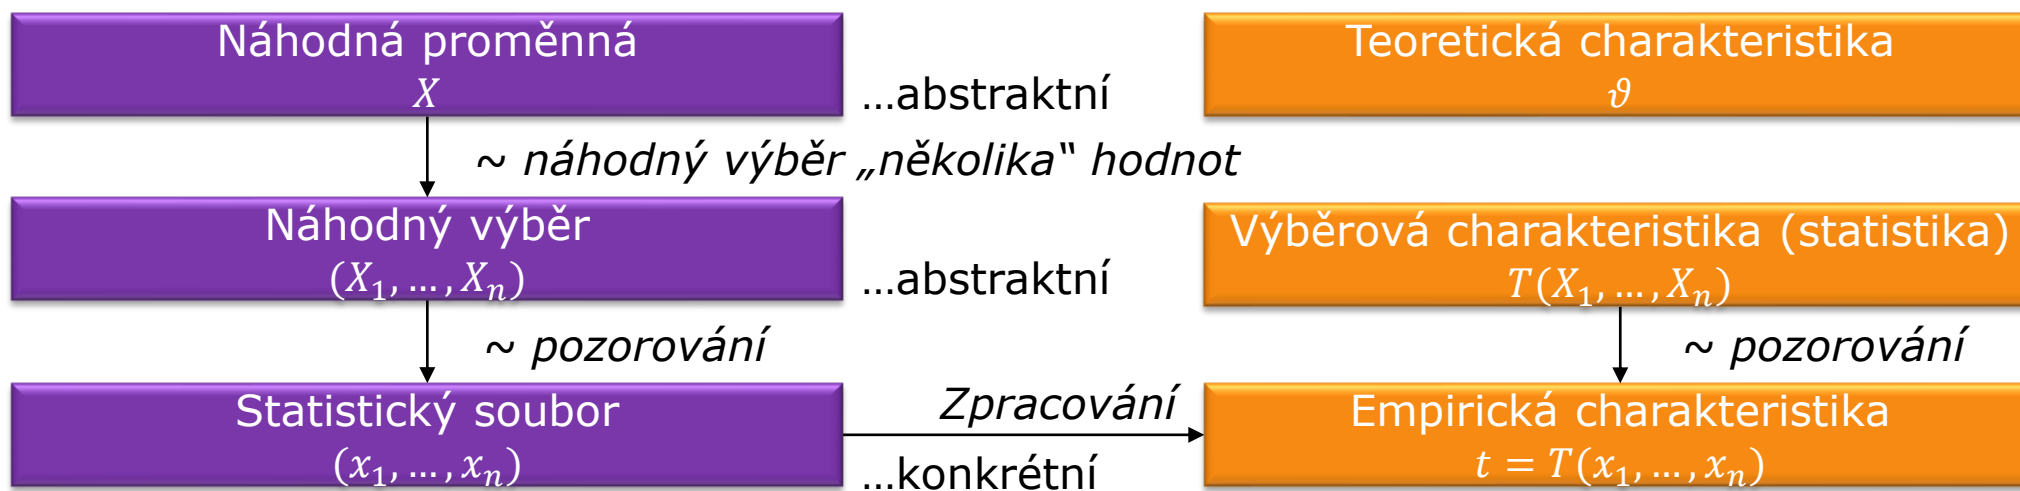 Náhodná proměnná
X
…abstraktní
Teoretická charakteristika
ϑ
~ náhodný výběr „několika“ hodnot
Náhodný výběr
(X₁, … , Xₙ)
…abstraktní
Výběrová charakteristika (statistika)
T(X₁, … , Xₙ)
~ pozorování
~ pozorování
Statistický soubor
(x₁, … , xₙ)
Zpracování
…konkrétní
Empirická charakteristika
t = T(x₁, … , xₙ)